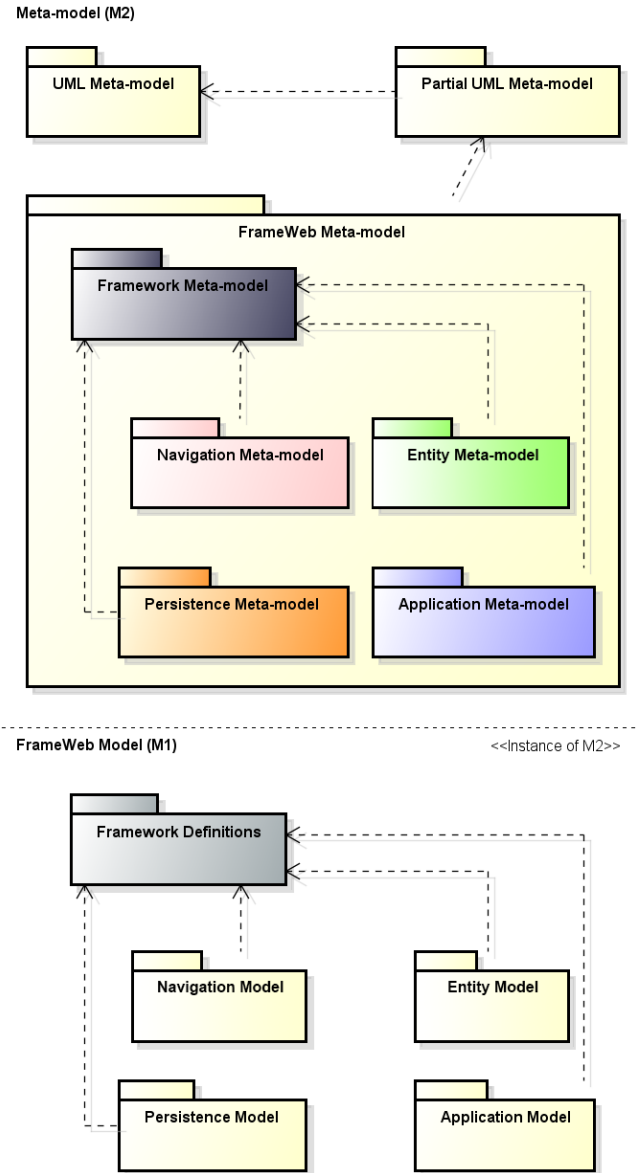 Meta-model (M2)
UML Meta-model
Partial UML Meta-model
FrameWeb Meta-model
Framework Meta-model
Navigation Meta-model
Entity Meta-model
Persistence Meta-model
Application Meta-model
FrameWeb Model (M1)
<<Instance of M2>>
Framework Definitions
Navigation Model
Entity Model
Persistence Model
Application Model